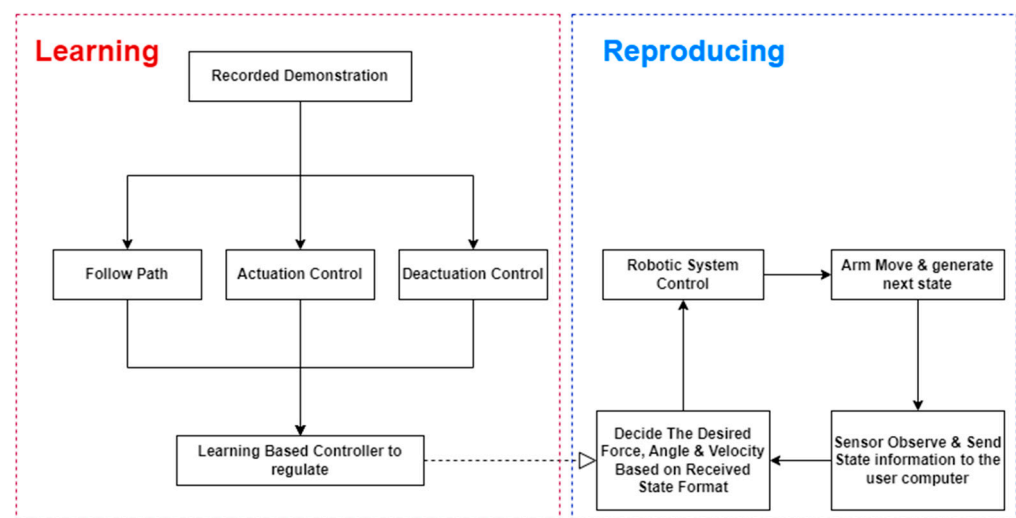 Learning
Recorded Demonstration
Follow Path
Actuation Control
Deactuation Control
Learning Based Controller to
regulate
Reproducing
Robotic System
Control
Arm Move & generate
next state
Decide The Desired
Force, Angle & Velocity
Based on Received
State Format
Sensor Observe & Send
State information to the
user computer